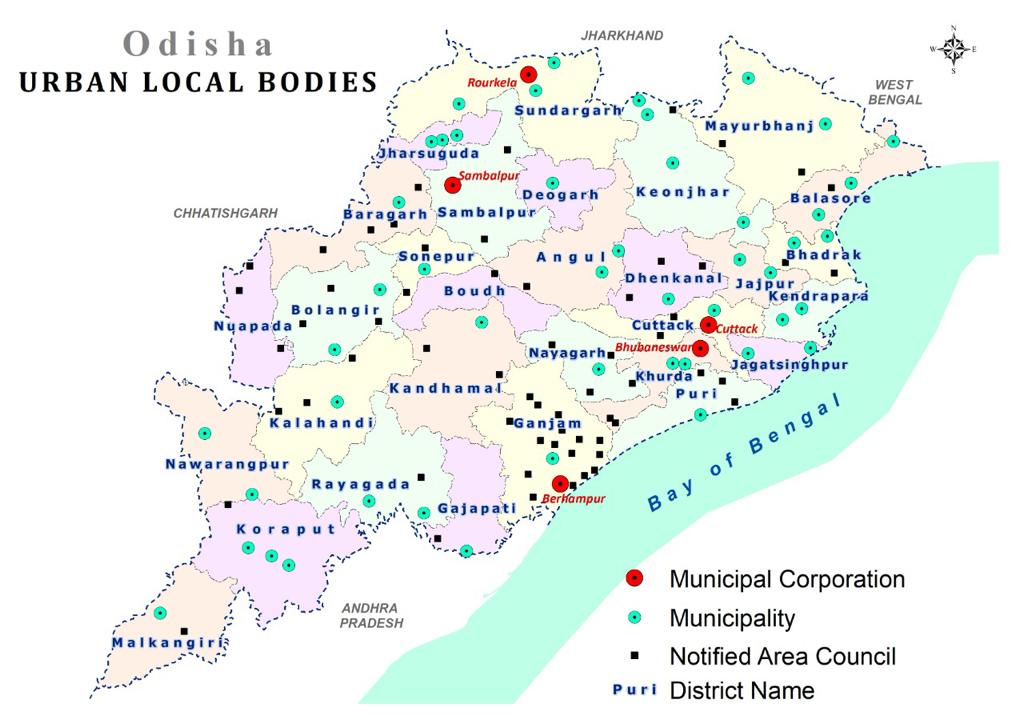 Odisha
URBAN LOCAL BODIES
N
W E
S
JHARKHAND
WEST
BENGAL
CHHATISHGARH
ANDHRA
PRADESH
Bay of Bengal
Rourkela
Sundargarh
Mayurbhanj
Jharsuguda
Sambalpur
Deogarh
Keonjhar
Balasore
Baragarh
Sambalpur
Sonepur
Angul
Bhadrak
Dhenkanal
Jajpur
Boudh
Kendrapara
Bolangir
Nuapada
Cuttack
Cuttack
Bhubaneswar
Nayagarh
Jagatsinghpur
Khurda
Kandhamal
Puri
Kalahandi
Ganjam
Nawarangpur
Rayagada
Berhampur
Gajapati
Koraput
Malkangiri
Municipal Corporation
Municipality
Notified Area Council
Puri District Name